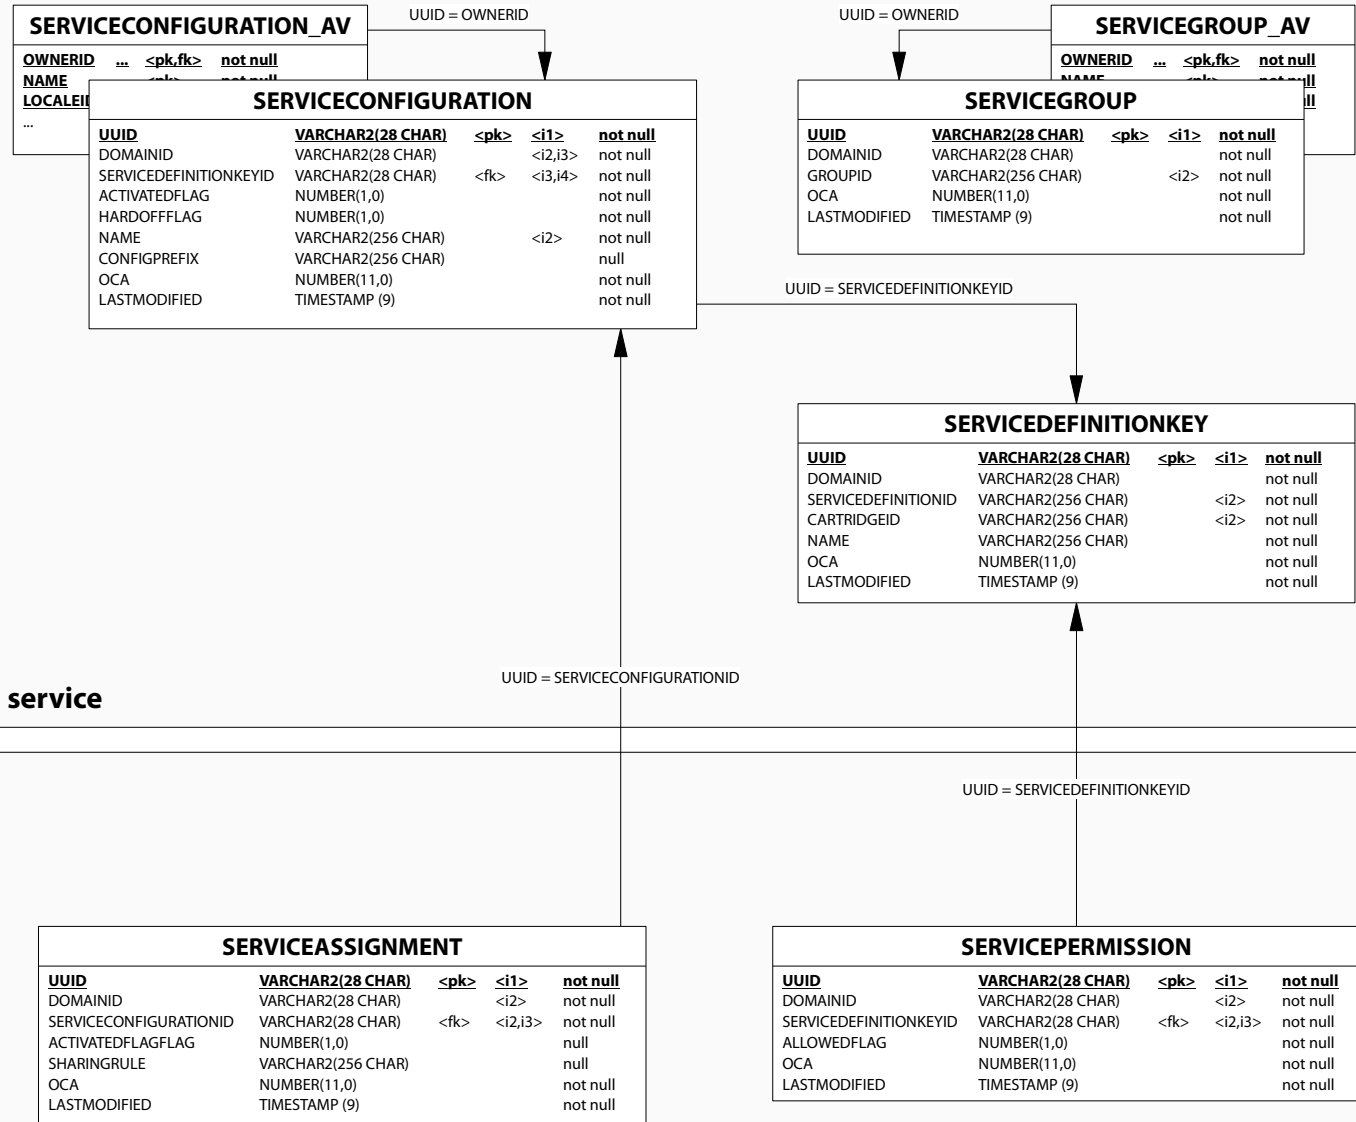 UUID = OWNERID
UUID = OWNERID
SERVICECONFIGURATION_AV
OWNERID ... <pk,fk> not null
NAME
LOCALEID
...
SERVICEGROUP_AV
OWNERID ... <pk,fk> not null
SERVICECONFIGURATION
UUID VARCHAR2(28 CHAR) <pk> <i1> not null
DOMAINID VARCHAR2(28 CHAR) <i2,i3> not null
SERVICEDEFINITIONKEYID VARCHAR2(28 CHAR) <fk> <i3,i4> not null
ACTIVATEDFLAG NUMBER(1,0) not null
HARDOFFFLAG NUMBER(1,0) not null
NAME VARCHAR2(256 CHAR) <i2> not null
CONFIGPREFIX VARCHAR2(256 CHAR) null
OCA NUMBER(11,0) not null
LASTMODIFIED TIMESTAMP (9) not null
SERVICEGROUP
UUID VARCHAR2(28 CHAR) <pk> <i1> not null
DOMAINID VARCHAR2(28 CHAR) not null
GROUPID VARCHAR2(256 CHAR) <i2> not null
OCA NUMBER(11,0) not null
LASTMODIFIED TIMESTAMP (9) not null
UUID = SERVICEDEFINITIONKEYID
SERVICEDEFINITIONKEY
UUID VARCHAR2(28 CHAR) <pk> <i1> not null
DOMAINID VARCHAR2(28 CHAR) not null
SERVICEDEFINITIONID VARCHAR2(256 CHAR) <i2> not null
CARTRIDGEID VARCHAR2(256 CHAR) <i2> not null
NAME VARCHAR2(256 CHAR) not null
OCA NUMBER(11,0) not null
LASTMODIFIED TIMESTAMP (9) not null
UUID = SERVICECONFIGURATIONID
service
UUID = SERVICEDEFINITIONKEYID
SERVICEASSIGNMENT
UUID VARCHAR2(28 CHAR) <pk> <i1> not null
DOMAINID VARCHAR2(28 CHAR) <i2> not null
SERVICECONFIGURATIONID VARCHAR2(28 CHAR) <fk> <i2,i3> not null
ACTIVATEDFLAGFLAG NUMBER(1,0) null
SHARINGRULE VARCHAR2(256 CHAR) null
OCA NUMBER(11,0) not null
LASTMODIFIED TIMESTAMP (9) not null
SERVICEPERMISSION
UUID VARCHAR2(28 CHAR) <pk> <i1> not null
DOMAINID VARCHAR2(28 CHAR) <i2> not null
SERVICEDEFINITIONKEYID VARCHAR2(28 CHAR) <fk> <i2,i3> not null
ALLOWEDFLAG NUMBER(1,0) not null
OCA NUMBER(11,0) not null
LASTMODIFIED TIMESTAMP (9) not null